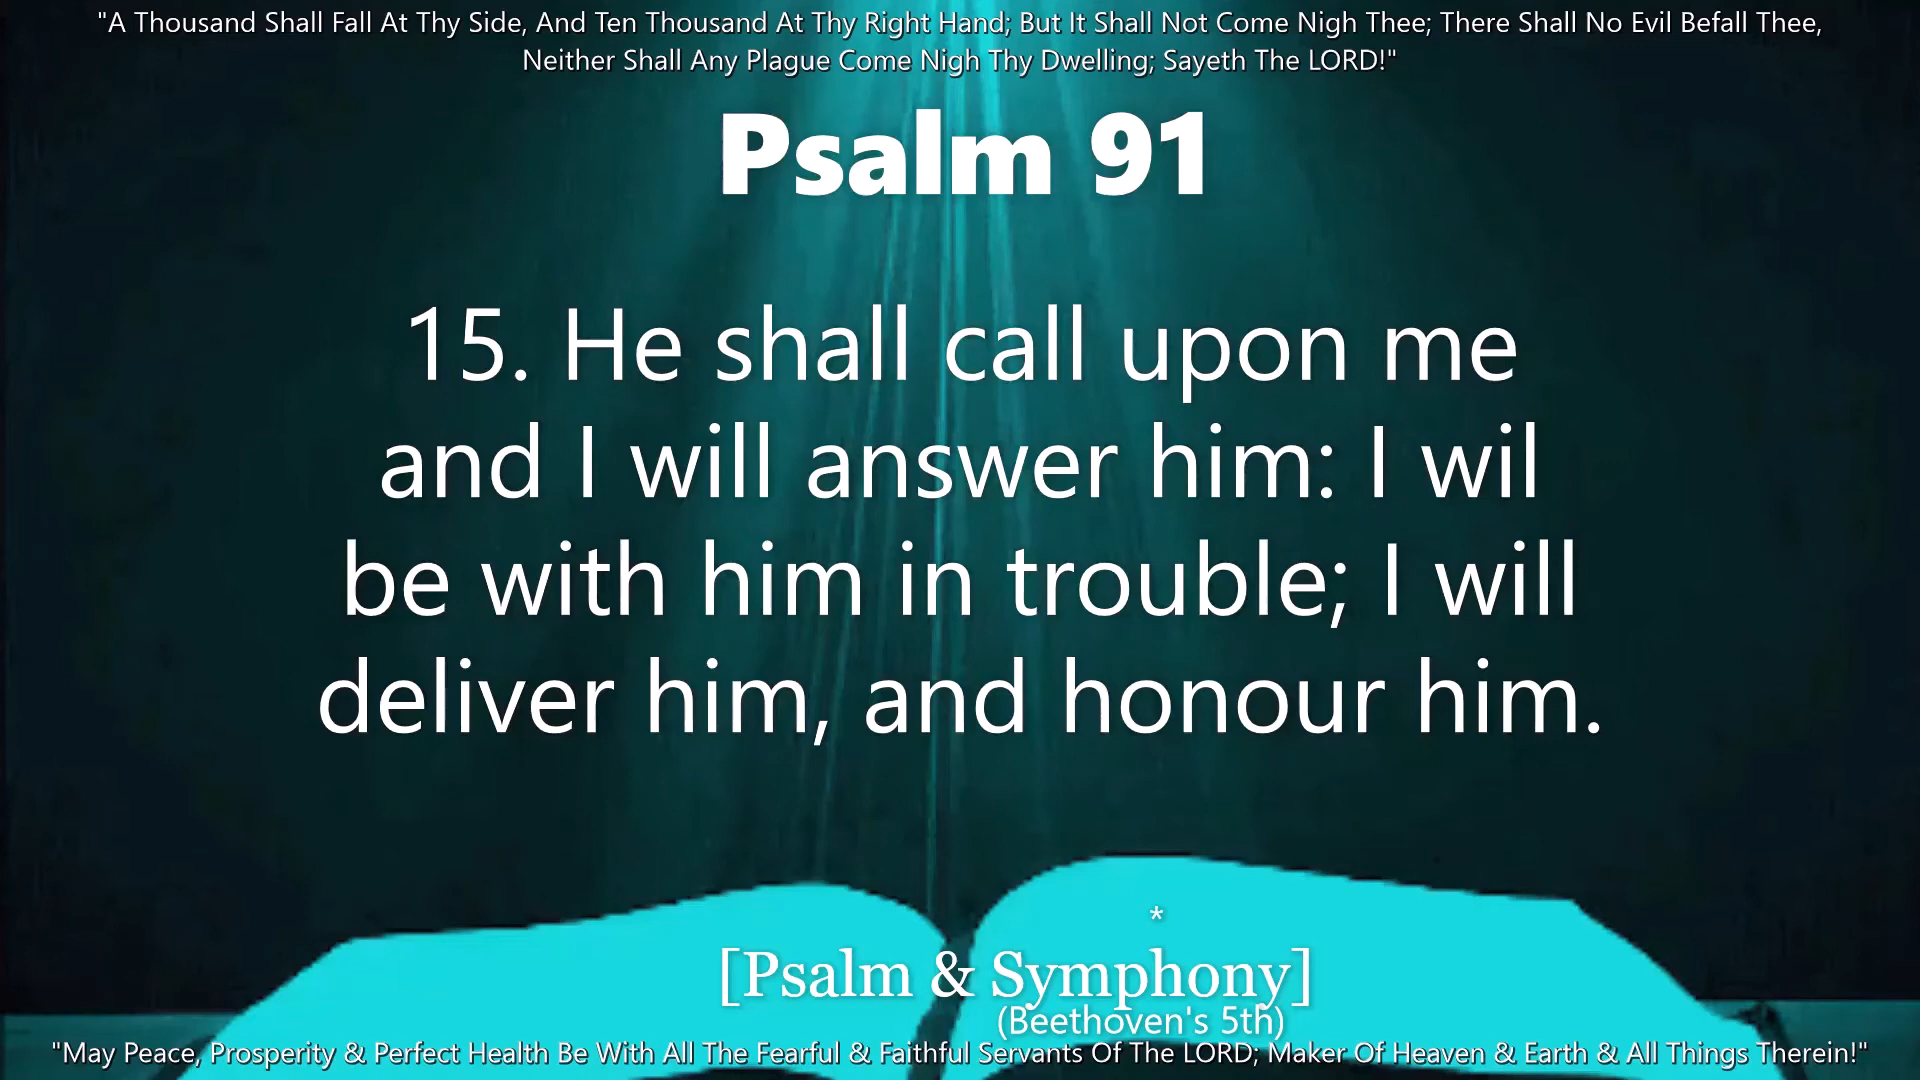 "A Thousand Shall Fall At Thy Side, And Ten Thousand At Thy Right Hand; But It Shall Not Come Nigh Thee; There Shall No Evil Befall Thee,
Neither Shall Any Plague Come Nigh Thy Dwelling; Sayeth The LORD!"
Psalm 91
15. He shall call upon me
and I will answer him: I wil
be with him in trouble; I will
deliver him, and honour him.
*
[Psalm & Symphony]
(Beethoven's 5th)
"May Peace, Prosperity & Perfect Health Be With All The Fearful & Faithful Servants Of The LORD; Maker Of Heaven & Earth & All Things Therein!"